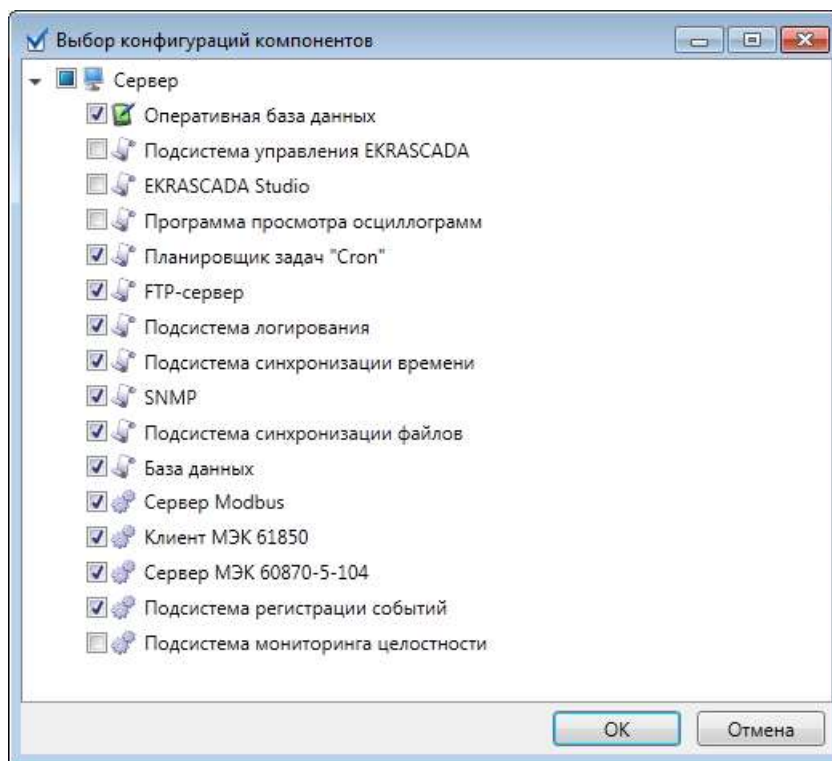 Выбор конфигураций компонентов
Сервер
Оперативная база данных
Подсистема управления EKRASCADA
EKRASCADA Studio
Программа просмотра осциллограмм
Планировщик задач "Cron"
FTP-сервер
Подсистема логирования
Подсистема синхронизации времени
SNMP
Подсистема синхронизации файлов
База данных
Сервер Modbus
Клиент МЭК 61850
Сервер МЭК 60870-5-104
Подсистема регистрации событий
Подсистема мониторинга целостности
OK
Отмена